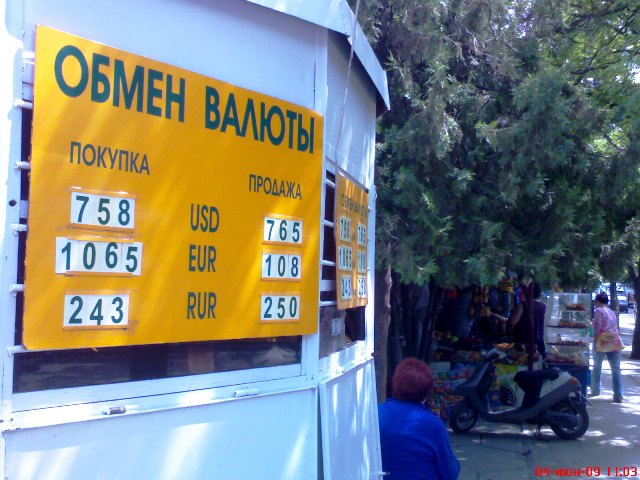 ОБМЕН ВАЛЮТЫ
ПОКУПКА ПРОДАЖА
758 USD 765
1065 EUR 108
243 RUR 250
04-июн-09 11:03